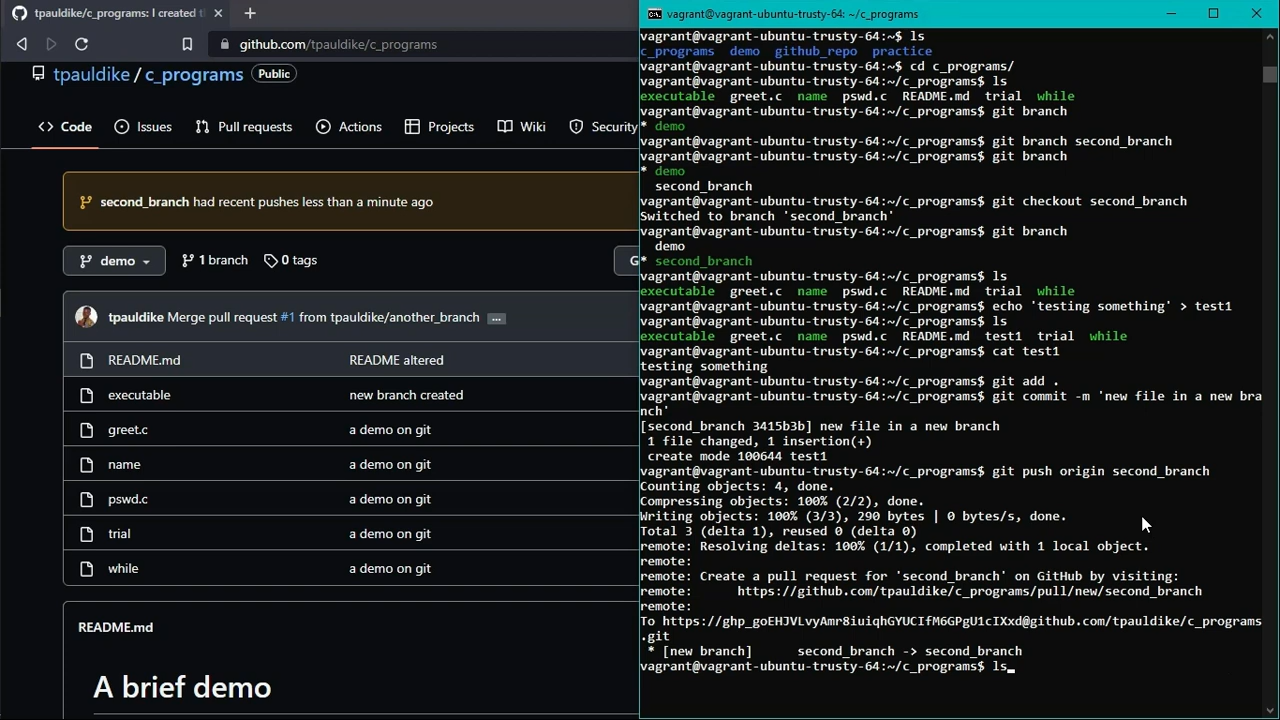 tpauldike/c_programs: I created t
github.com/tpauldike/c_programs
tpauldike / c_programs Public
Code Issues Pull requests Actions Projects Wiki Security
second_branch had recent pushes less than a minute ago
demo 1 branch 0 tags G
tpauldike Merge pull request #1 from tpauldike/another_branch ...
README.md README altered
executable new branch created
greet.c a demo on git
name a demo on git
pswd.c a demo on git
trial a demo on git
while a demo on git
README.md
A brief demo
vagrant@vagrant-ubuntu-trusty-64: ~/c_programs
vagrant@vagrant-ubuntu-trusty-64:~$ ls
c_programs demo github_repo practice
vagrant@vagrant-ubuntu-trusty-64:~$ cd c_programs/
vagrant@vagrant-ubuntu-trusty-64:~/c_programs$ ls
executable greet.c name pswd.c README.md trial while
vagrant@vagrant-ubuntu-trusty-64:~/c_programs$ git branch
* demo
vagrant@vagrant-ubuntu-trusty-64:~/c_programs$ git branch second_branch
vagrant@vagrant-ubuntu-trusty-64:~/c_programs$ git branch
* demo
second_branch
vagrant@vagrant-ubuntu-trusty-64:~/c_programs$ git checkout second_branch
Switched to branch 'second_branch'
vagrant@vagrant-ubuntu-trusty-64:~/c_programs$ git branch
demo
* second_branch
vagrant@vagrant-ubuntu-trusty-64:~/c_programs$ ls
executable greet.c name pswd.c README.md trial while
vagrant@vagrant-ubuntu-trusty-64:~/c_programs$ echo 'testing something' > test1
vagrant@vagrant-ubuntu-trusty-64:~/c_programs$ ls
executable greet.c name pswd.c README.md test1 trial while
vagrant@vagrant-ubuntu-trusty-64:~/c_programs$ cat test1
testing something
vagrant@vagrant-ubuntu-trusty-64:~/c_programs$ git add .
vagrant@vagrant-ubuntu-trusty-64:~/c_programs$ git commit -m 'new file in a new bra
nch'
[second_branch 3415b3b] new file in a new branch
1 file changed, 1 insertion(+)
create mode 100644 test1
vagrant@vagrant-ubuntu-trusty-64:~/c_programs$ git push origin second_branch
Counting objects: 4, done.
Compressing objects: 100% (2/2), done.
Writing objects: 100% (3/3), 290 bytes | 0 bytes/s, done.
Total 3 (delta 1), reused 0 (delta 0)
remote: Resolving deltas: 100% (1/1), completed with 1 local object.
remote:
remote: Create a pull request for 'second_branch' on GitHub by visiting:
remote: https://github.com/tpauldike/c_programs/pull/new/second_branch
remote:
To https://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@github.com/tpauldike/c_programs
.git
* [new branch] second_branch -> second_branch
vagrant@vagrant-ubuntu-trusty-64:~/c_programs$ ls